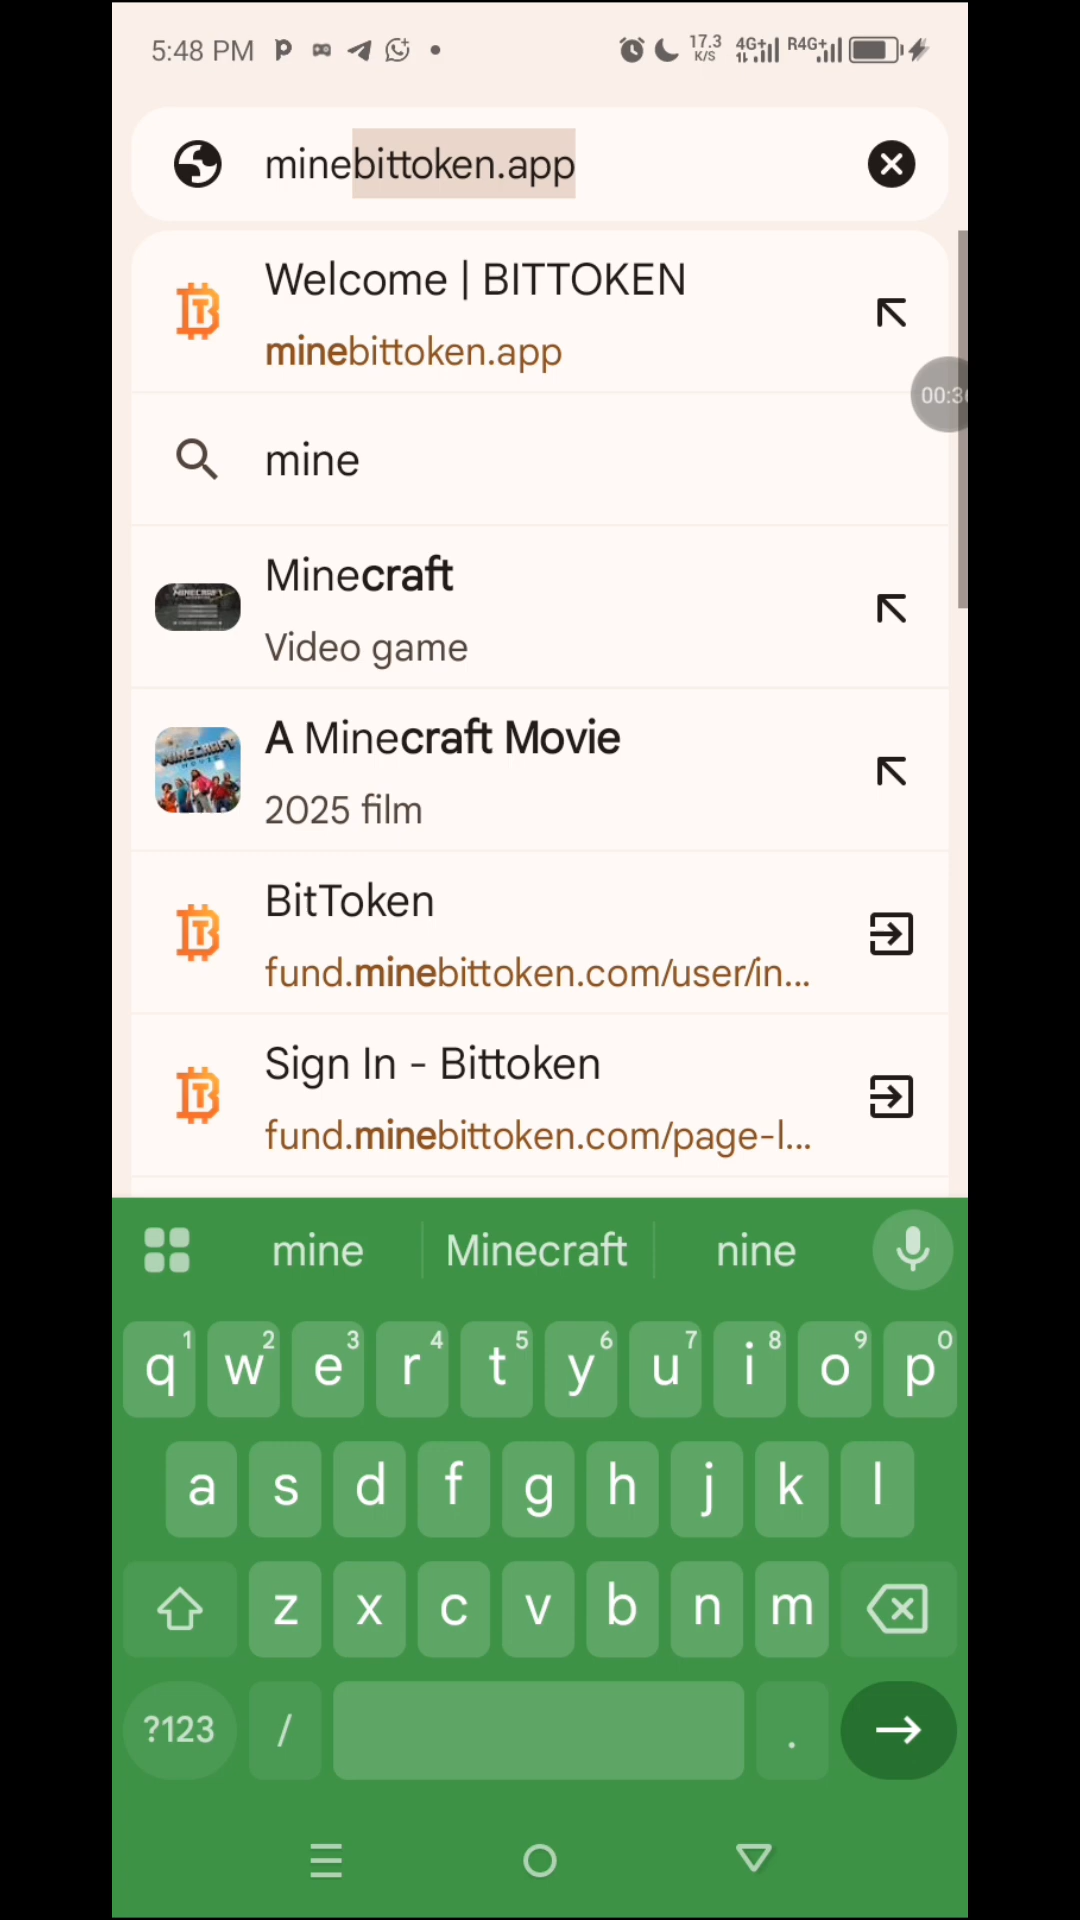 5:48 PM
17.3
K/S
4G+
R4G+
minebittoken.app
Welcome | BITTOKEN
minebittoken.app
mine
Minecraft
Video game
A Minecraft Movie
2025 film
BitToken
fund.minebittoken.com/user/in...
Sign In - Bittoken
fund.minebittoken.com/page-l...
mine Minecraft nine
q1 w2 e3 r4 t5 y6 u7 i8 o9 p0
a s d f g h j k l
z x c v b n m
?123 / .